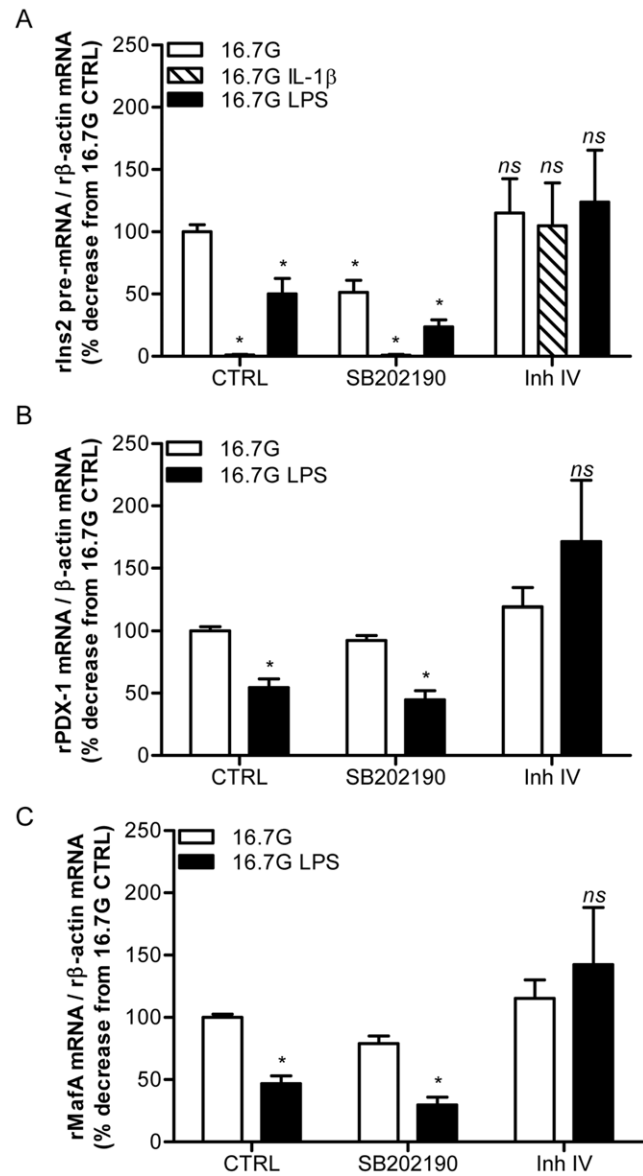 A
rIns2 pre-mRNA / rβ-actin mRNA
(% decrease from 16.7G CTRL)
250
200
150
100
50
0
16.7G
16.7G IL-1β
16.7G LPS
*
*
*
*
*
ns
ns
ns
CTRL
SB202190
Inh IV
B
rPDX-1 mRNA / β-actin mRNA
(% decrease from 16.7G CTRL)
250
200
150
100
50
0
16.7G
16.7G LPS
*
*
ns
CTRL
SB202190
Inh IV
C
rMafA mRNA / rβ-actin mRNA
(% decrease from 16.7G CTRL)
250
200
150
100
50
0
16.7G
16.7G LPS
*
*
ns
CTRL
SB202190
Inh IV